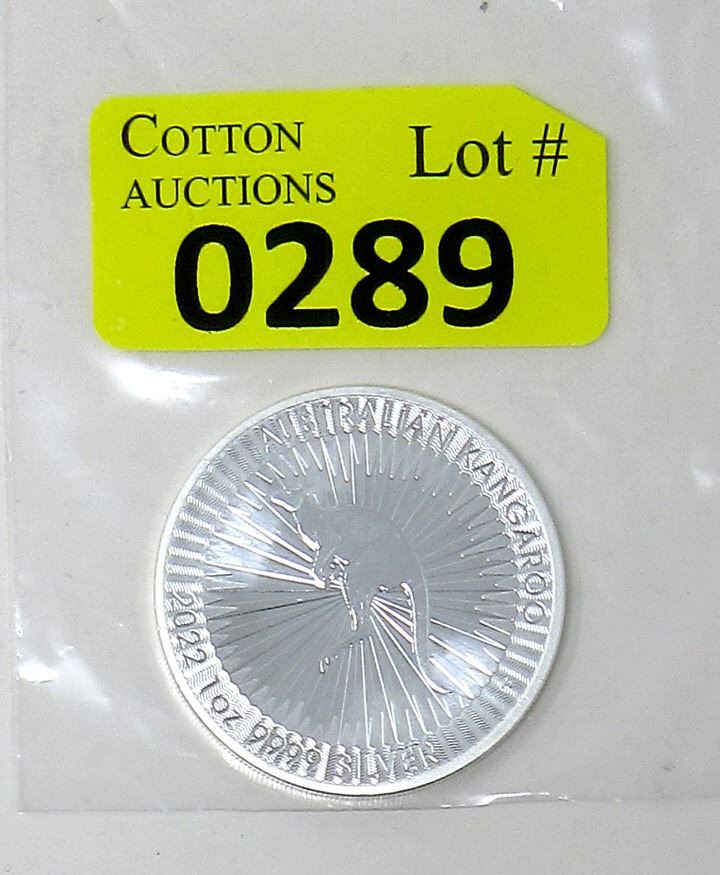 COTTON
AUCTIONS
Lot #
0289
AUSTRALIAN KANGAROO
2022 1oz 9999 SILVER